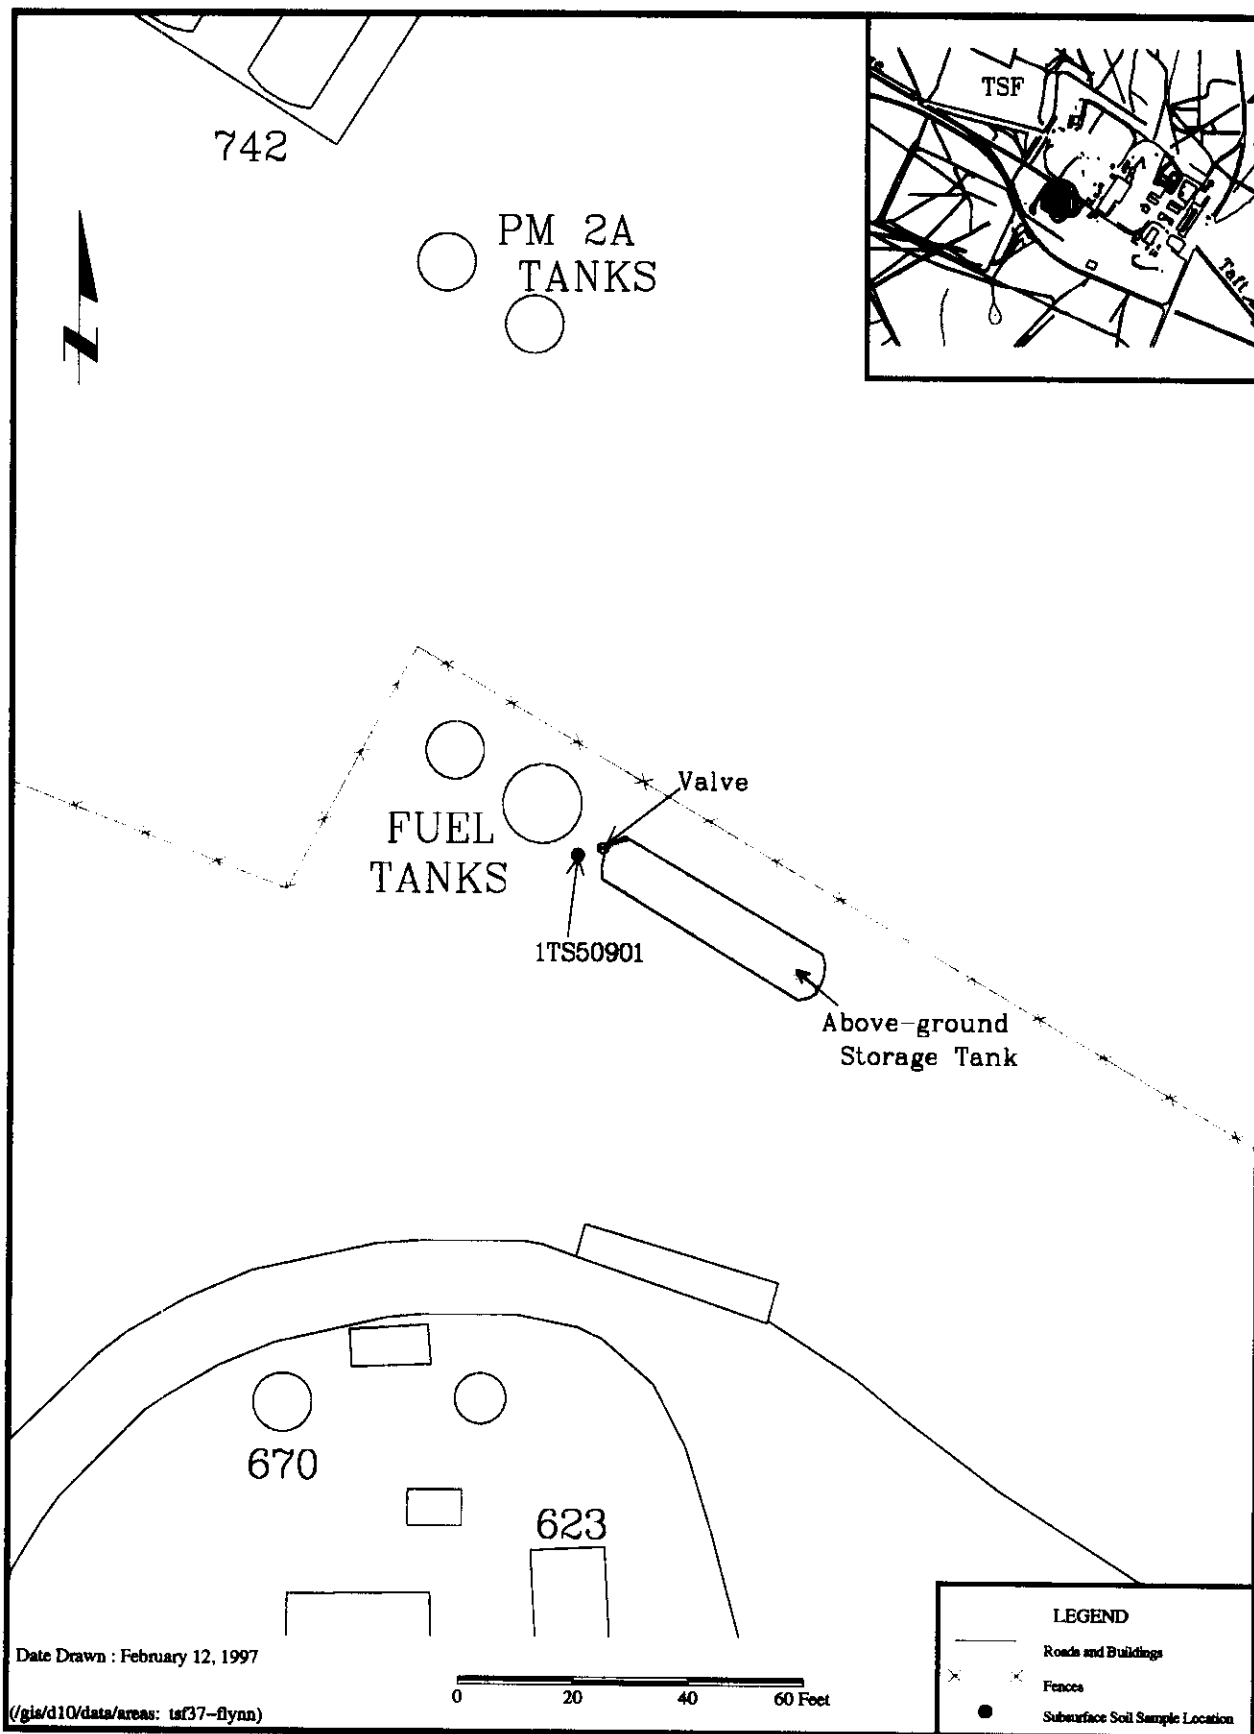 TSF
Taft
742
PM 2A
TANKS
Valve
FUEL
TANKS
1TS50901
Above-ground
Storage Tank
670
623
LEGEND
Roads and Buildings
Fences
Subsurface Soil Sample Location
Date Drawn : February 12, 1997
0 20 40 60 Feet
(/gis/d10/data/areas: tsf37-flynn)